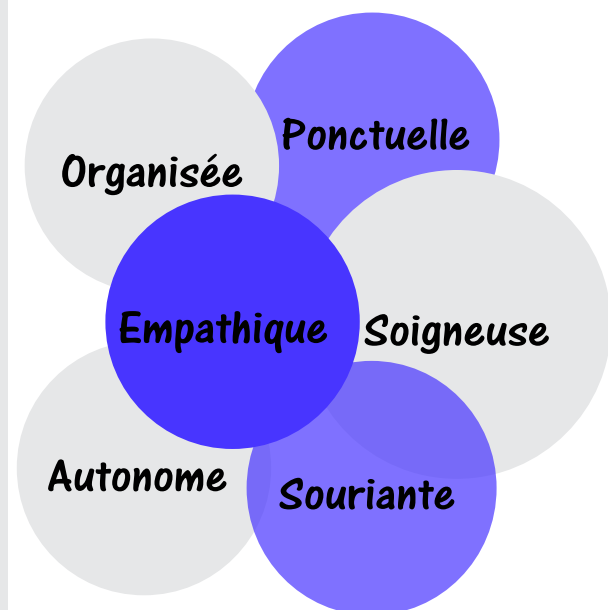 Ponctuelle
Organisée
Empathique
Soigneuse
Autonome
Souriante